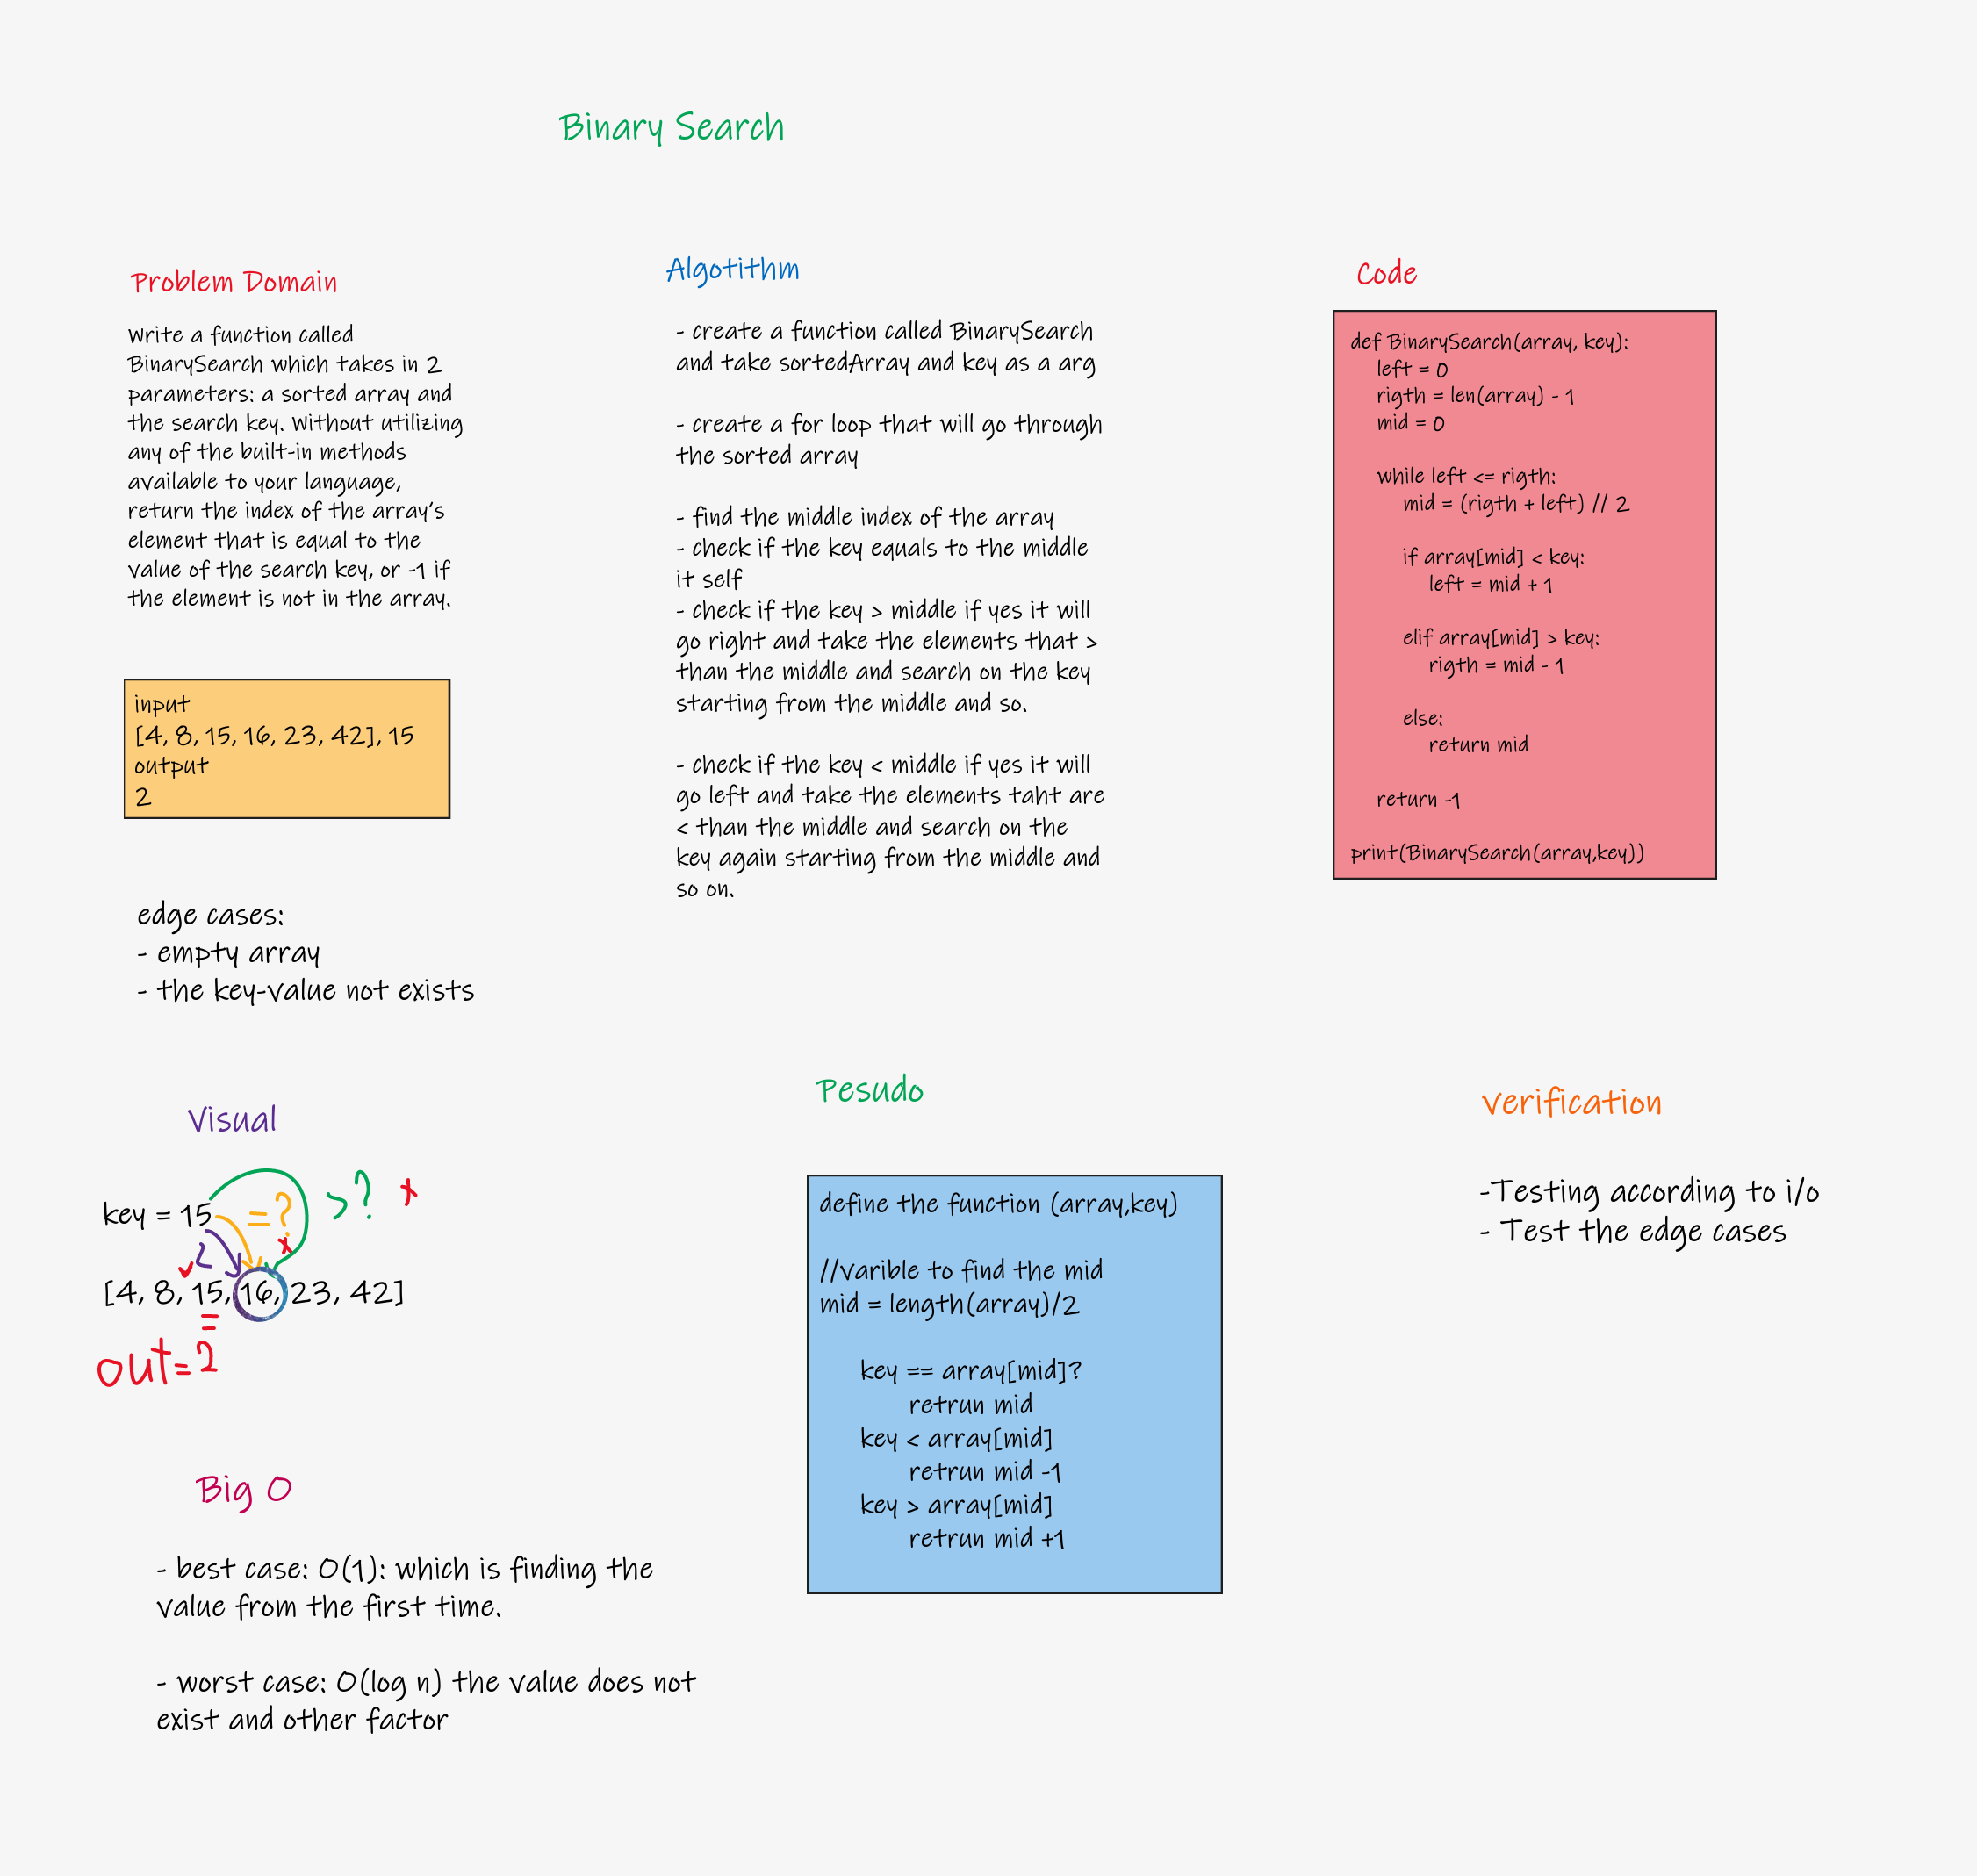 Binary Search
Problem Domain
Write a function called
BinarySearch which takes in 2
parameters: a sorted array and
the search key. Without utilizing
any of the built-in methods
available to your language,
return the index of the array's
element that is equal to the
value of the search key, or -1 if
the element is not in the array.
input
[4, 8, 15, 16, 23, 42], 15
output
2
edge cases:
- empty array
- the key-value not exists
Algotithm
- create a function called BinarySearch
and take sortedArray and key as a arg
- create a for loop that will go through
the sorted array
- find the middle index of the array
- check if the key equals to the middle
it self
- check if the key > middle if yes it will
go right and take the elements that >
than the middle and search on the key
starting from the middle and so.
- check if the key < middle if yes it will
go left and take the elements taht are
< than the middle and search on the
key again starting from the middle and
so on.
Code
def BinarySearch(array, key):
left = 0
rigth = len(array) - 1
mid = 0
while left <= rigth:
mid = (rigth + left) // 2
if array[mid] < key:
left = mid + 1
elif array[mid] > key:
rigth = mid - 1
else:
return mid
return -1
print(BinarySearch(array,key))
Visual
>? x
key = 15 =?
x
<
[4, 8, 15, 16, 23, 42]
=
out=2
Big O
- best case: O(1): which is finding the
value from the first time.
- worst case: O(log n) the value does not
exist and other factor
Pesudo
define the function (array,key)
//varible to find the mid
mid = length(array)/2
key == array[mid]?
retrun mid
key < array[mid]
retrun mid -1
key > array[mid]
retrun mid +1
verification
-Testing according to i/o
- Test the edge cases